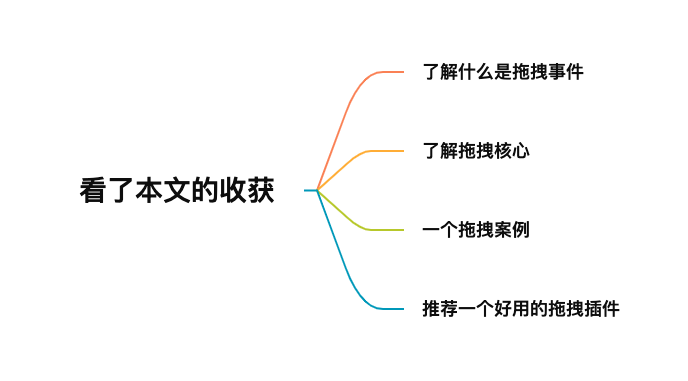 看了本文的收获
了解什么是拖拽事件
了解拖拽核心
一个拖拽案例
推荐一个好用的拖拽插件